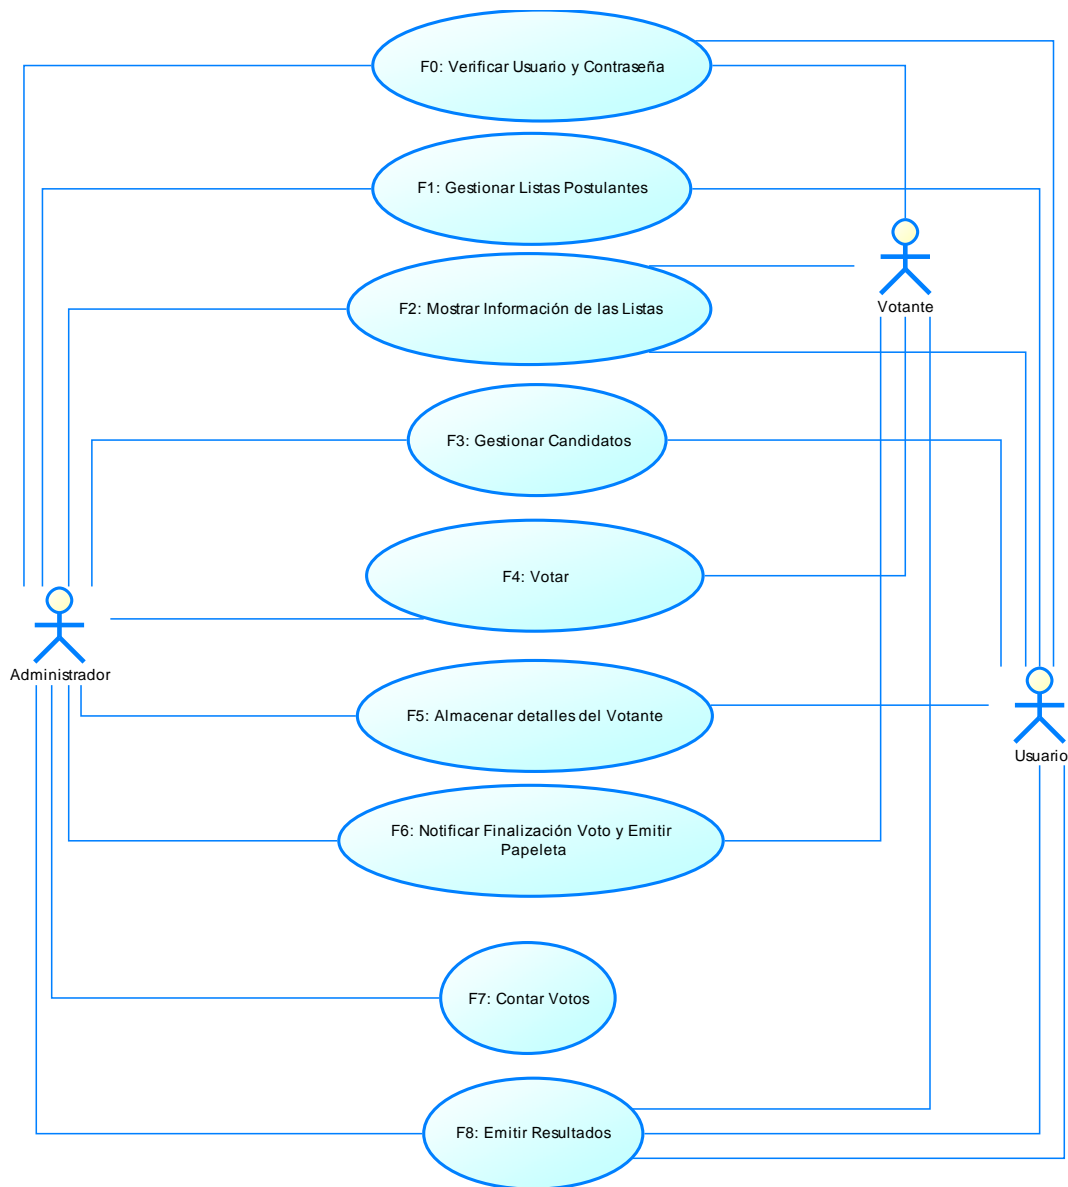 F0: Verificar Usuario y Contraseña
F1: Gestionar Listas Postulantes
F2: Mostrar Información de las Listas
Votante
F3: Gestionar Candidatos
F4: Votar
Administrador
F5: Almacenar detalles del Votante
Usuario
F6: Notificar Finalización Voto y Emitir
Papeleta
F7: Contar Votos
F8: Emitir Resultados